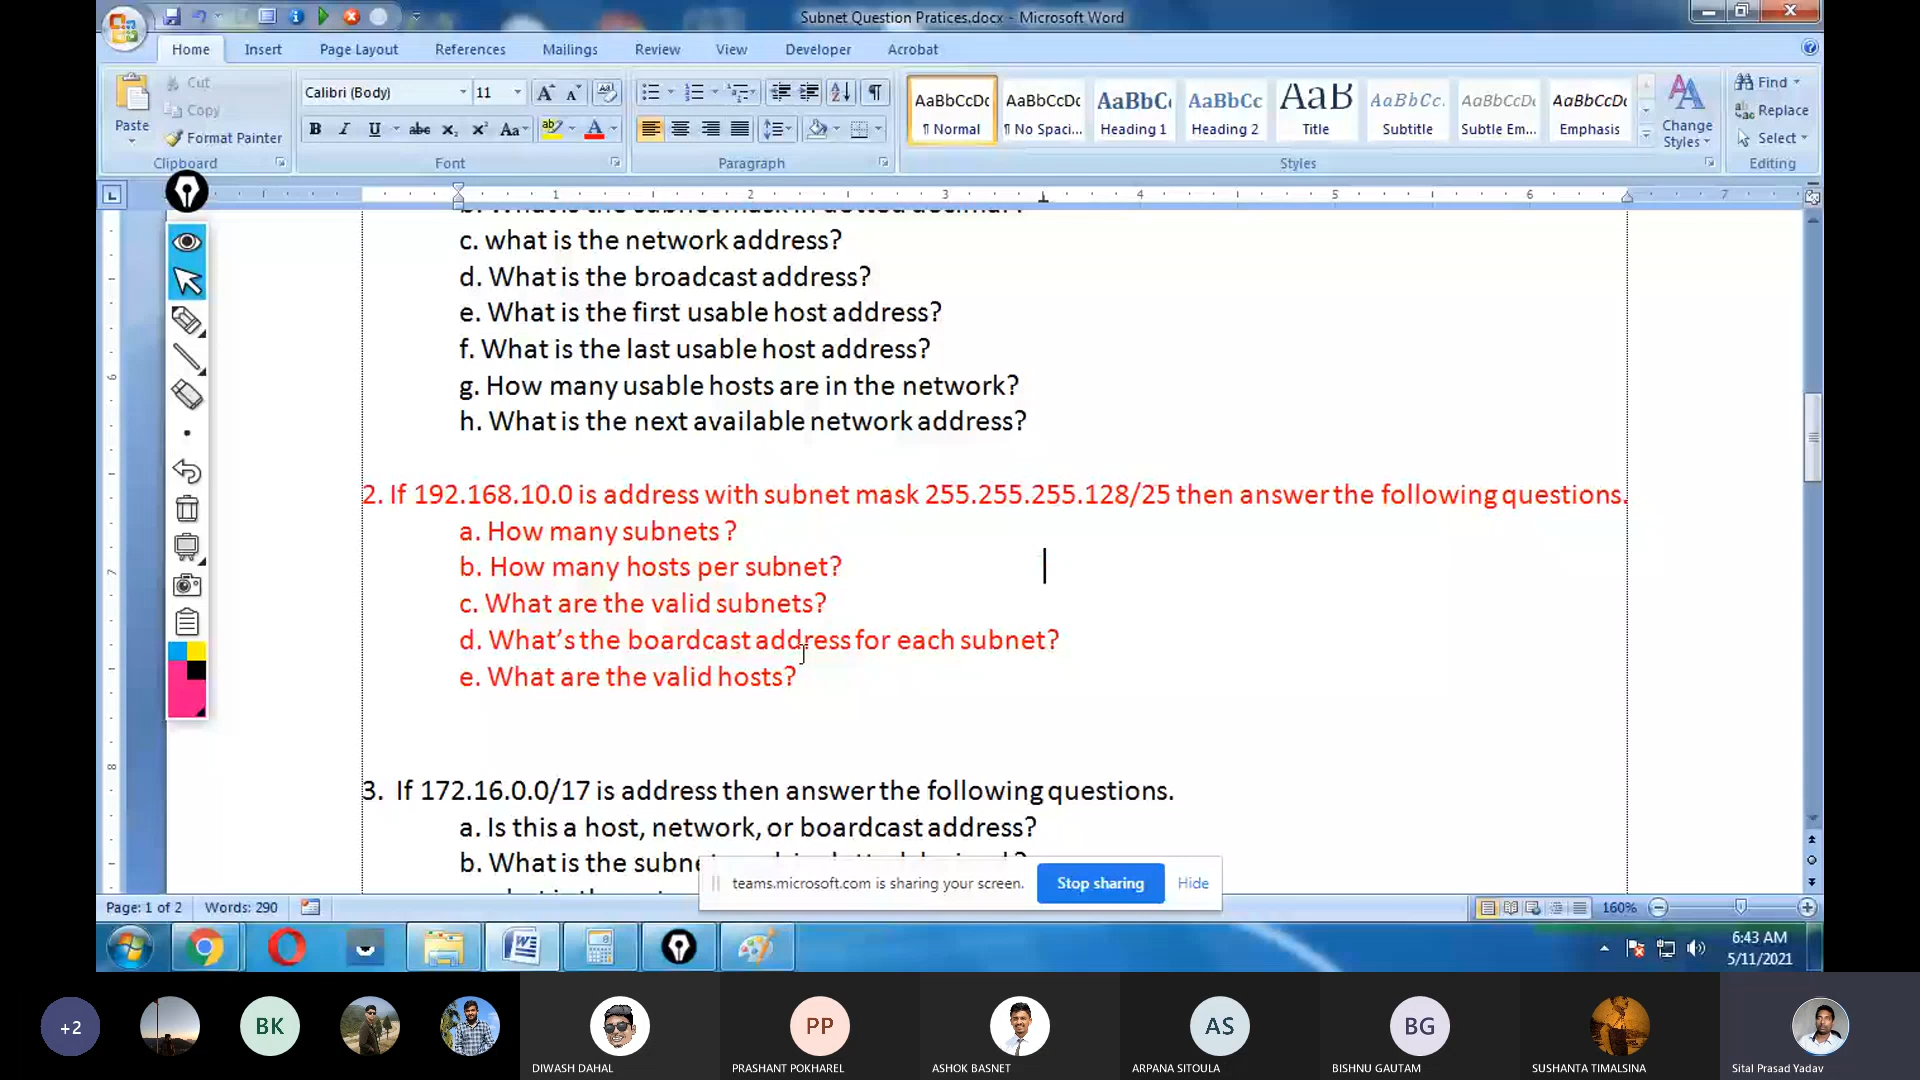 Subnet Question Pratices.docx - Microsoft Word
Home Insert Page Layout References Mailings Review View Developer Acrobat
Paste
Cut
Copy
Format Painter
Clipboard
Calibri (Body) 11
Font
Paragraph
¶ Normal ¶ No Spaci... Heading 1 Heading 2 Title Subtitle Subtle Em... Emphasis
Styles
Change Styles
Find
Replace
Select
Editing
c. what is the network address?
d. What is the broadcast address?
e. What is the first usable host address?
f. What is the last usable host address?
g. How many usable hosts are in the network?
h. What is the next available network address?
2. If 192.168.10.0 is address with subnet mask 255.255.255.128/25 then answer the following questions.
a. How many subnets ?
b. How many hosts per subnet?
c. What are the valid subnets?
d. What’s the boardcast address for each subnet?
e. What are the valid hosts?
3. If 172.16.0.0/17 is address then answer the following questions.
a. Is this a host, network, or boardcast address?
b. What is the subnet
teams.microsoft.com is sharing your screen. Stop sharing Hide
Page: 1 of 2 Words: 290 160%
6:43 AM
5/11/2021
+2 BK PP AS BG
DIWASH DAHAL PRASHANT POKHAREL ASHOK BASNET ARPANA SITOULA BISHNU GAUTAM SUSHANTA TIMALSINA Sital Prasad Yadav